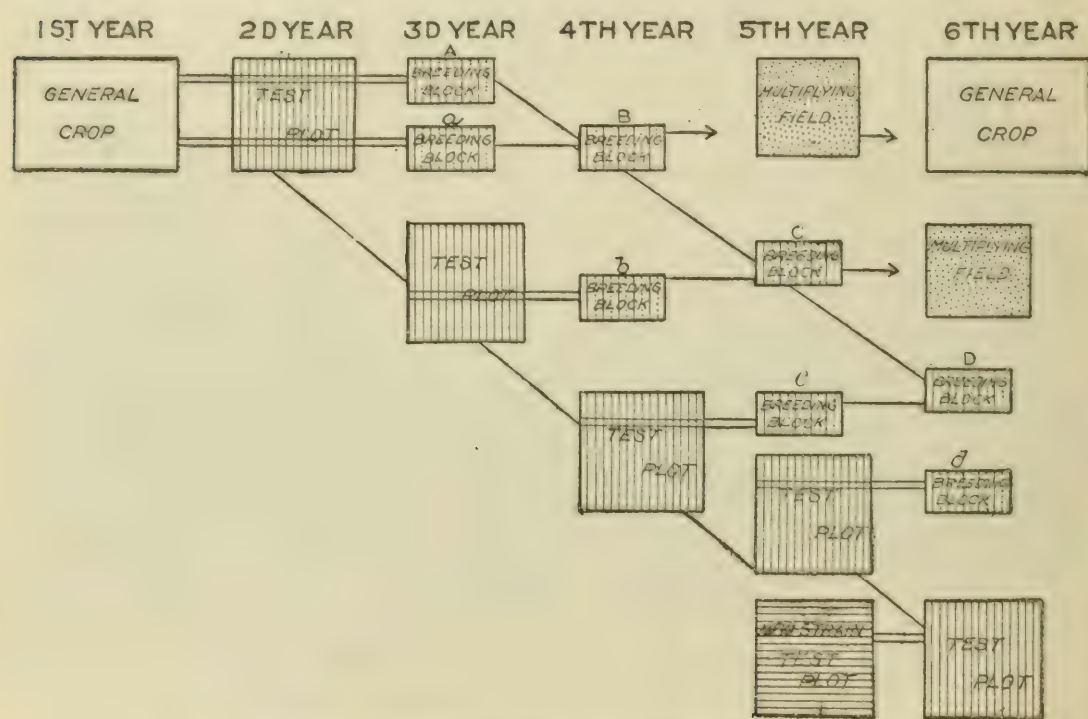 1ST YEAR 2D YEAR 3D YEAR 4TH YEAR 5TH YEAR 6TH YEAR
GENERAL
CROP
TEST
PLOT
A
BREEDING
BLOCK
a
BREEDING
BLOCK
B
BREEDING
BLOCK
MULTIPLYING
FIELD
GENERAL
CROP
TEST
PLOT
b
BREEDING
BLOCK
C
BREEDING
BLOCK
MULTIPLYING
FIELD
TEST
PLOT
BREEDING
BLOCK
D
BREEDING
BLOCK
TEST
PLOT
d
BREEDING
BLOCK
NEW STRAIN
TEST
PLOT
TEST
PLOT